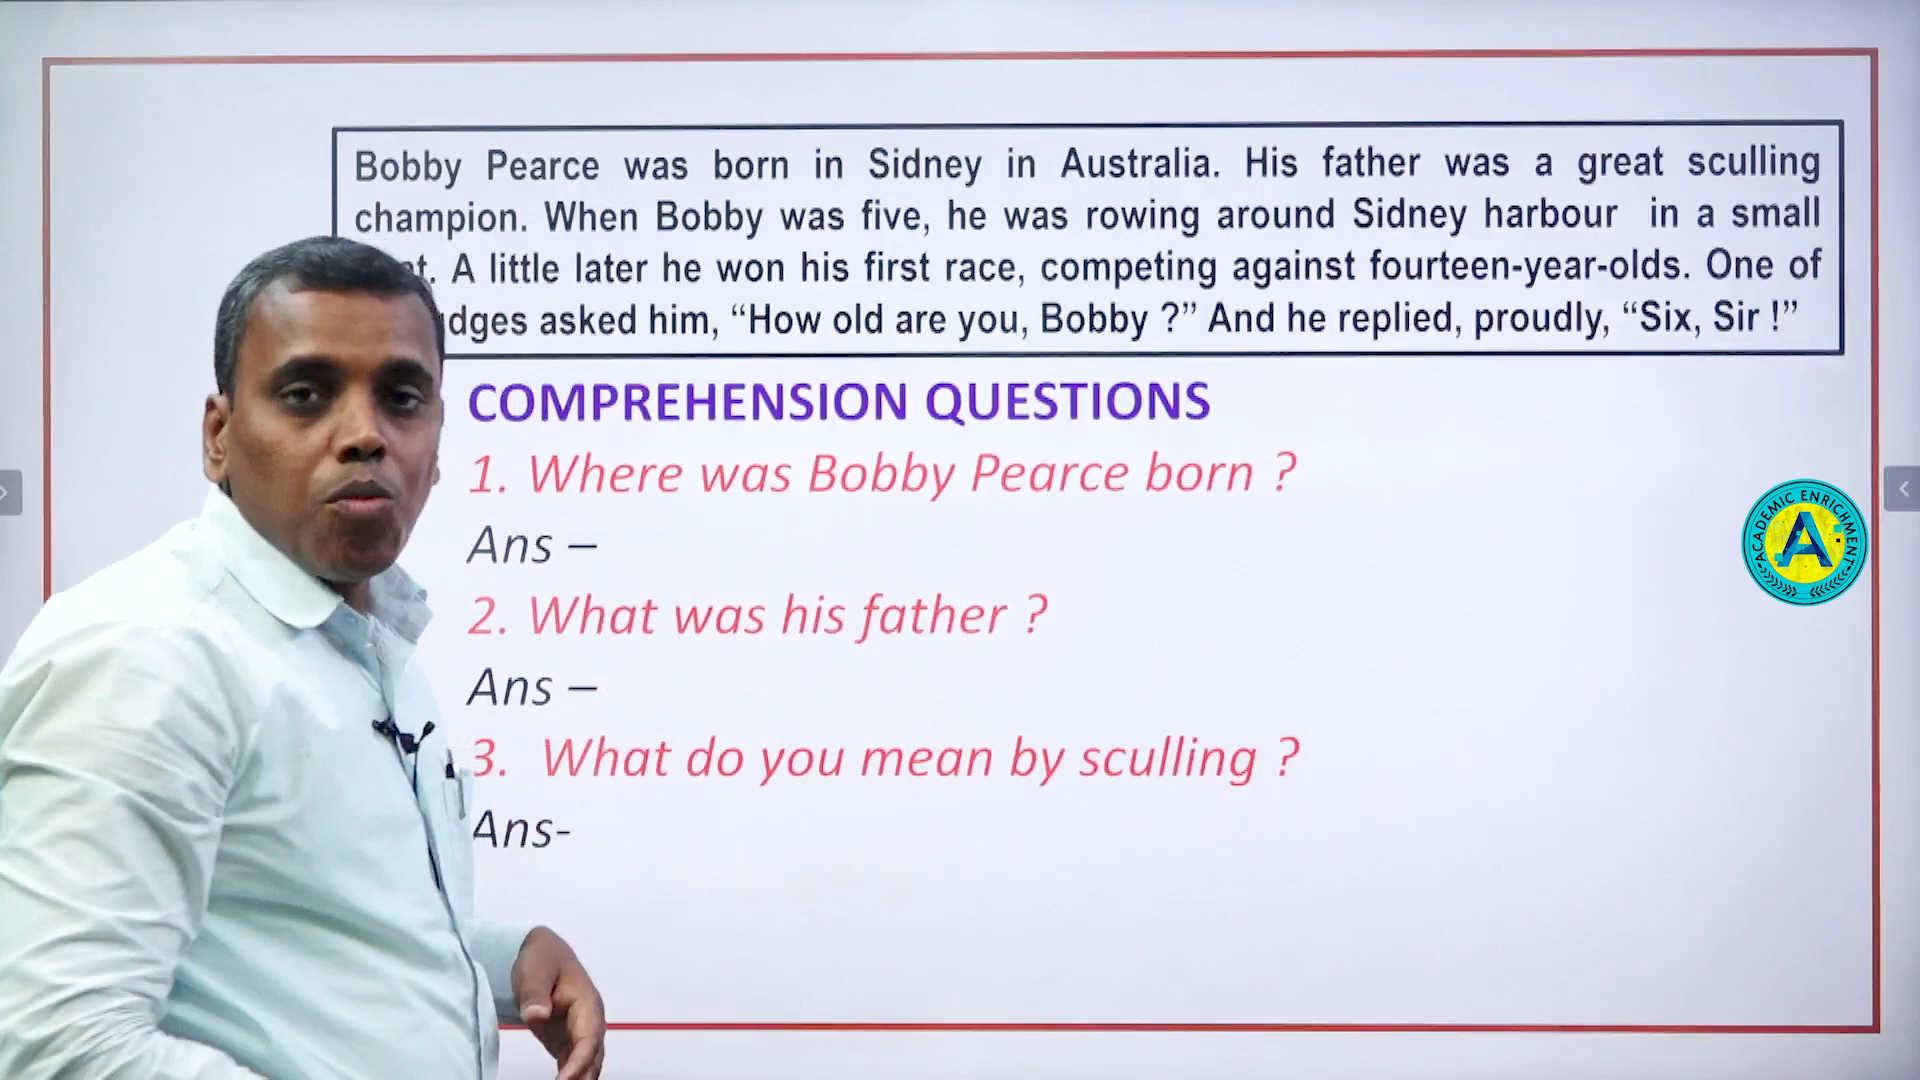 Bobby Pearce was born in Sidney in Australia. His father was a great sculling
champion. When Bobby was five, he was rowing around Sidney harbour in a small
A little later he won his first race, competing against fourteen-year-olds. One of
asked him, “How old are you, Bobby ?” And he replied, proudly, “Six, Sir !”
COMPREHENSION QUESTIONS
1. Where was Bobby Pearce born ?
Ans –
2. What was his father ?
Ans –
3. What do you mean by sculling ?
Ans-
ACADEMIC ENRICHMENT
A